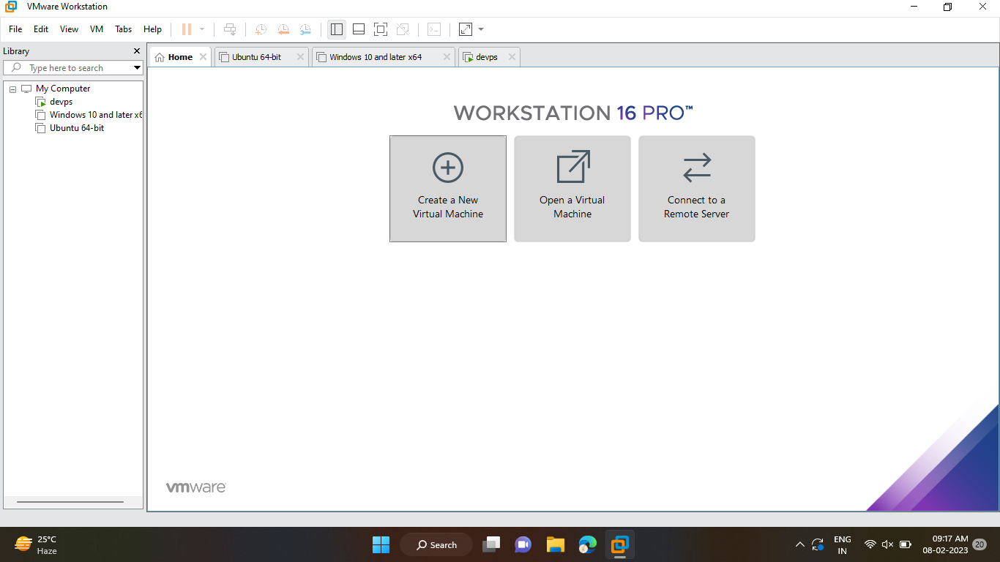 VMware Workstation
File Edit View VM Tabs Help
Library
Type here to search
My Computer
devps
Windows 10 and later x6
Ubuntu 64-bit
Home Ubuntu 64-bit Windows 10 and later x64 devps
WORKSTATION 16 PRO™
Create a New
Virtual Machine
Open a Virtual
Machine
Connect to a
Remote Server
vmware
25°C
Haze
Search
ENG
IN
09:17 AM
08-02-2023
20